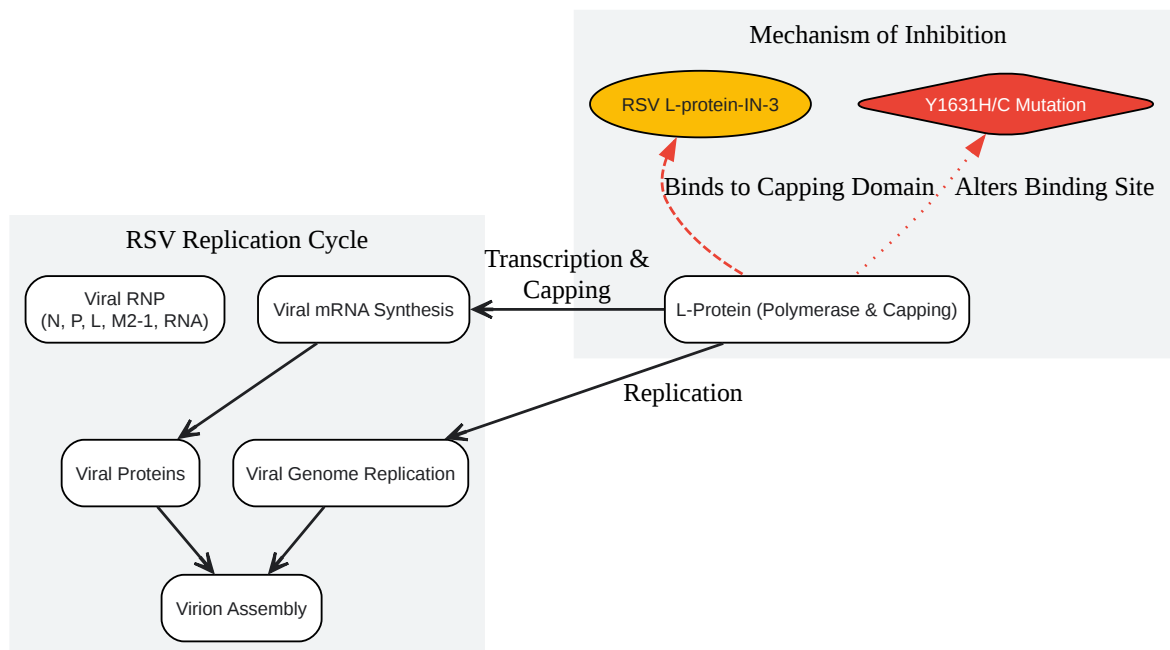 Mechanism of Inhibition
RSV L-protein-IN-3
Y1631H/C Mutation
Binds to Capping Domain
Alters Binding Site
RSV Replication Cycle
Transcription &
Capping
Viral RNP
(N, P, L, M2-1, RNA)
Viral mRNA Synthesis
L-Protein (Polymerase & Capping)
Replication
Viral Proteins
Viral Genome Replication
Virion Assembly